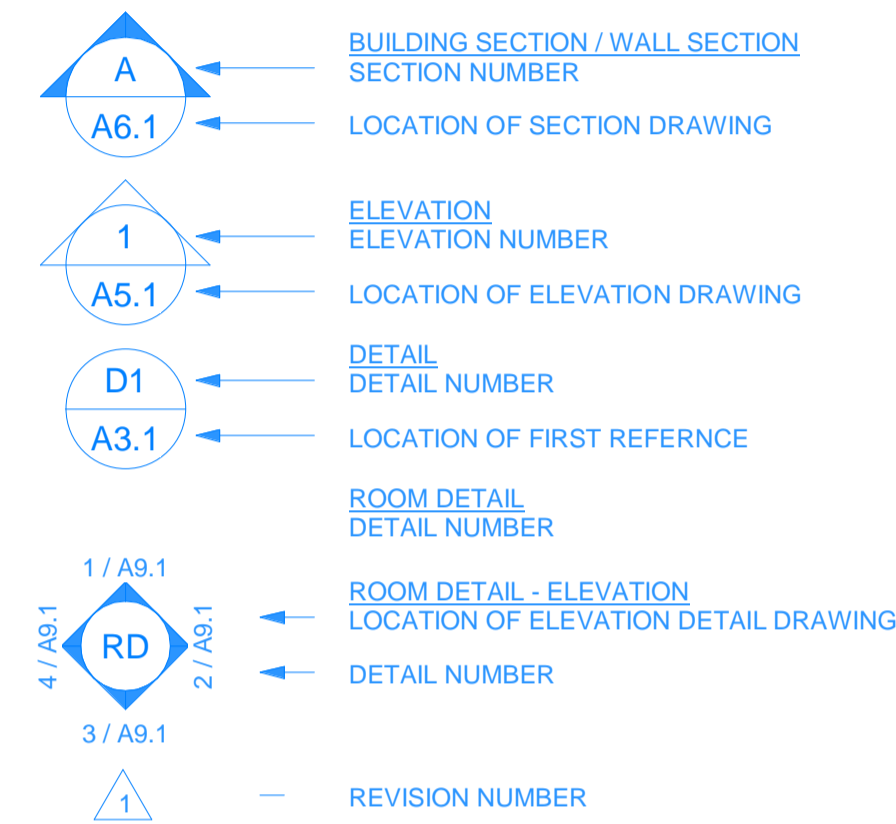 A
BUILDING SECTION / WALL SECTION
SECTION NUMBER
A6.1
LOCATION OF SECTION DRAWING
1
ELEVATION
ELEVATION NUMBER
A5.1
LOCATION OF ELEVATION DRAWING
D1
DETAIL
DETAIL NUMBER
A3.1
LOCATION OF FIRST REFERNCE
ROOM DETAIL
DETAIL NUMBER
1 / A9.1
4 / A9.1
RD
2 / A9.1
3 / A9.1
ROOM DETAIL - ELEVATION
LOCATION OF ELEVATION DETAIL DRAWING
DETAIL NUMBER
1
REVISION NUMBER